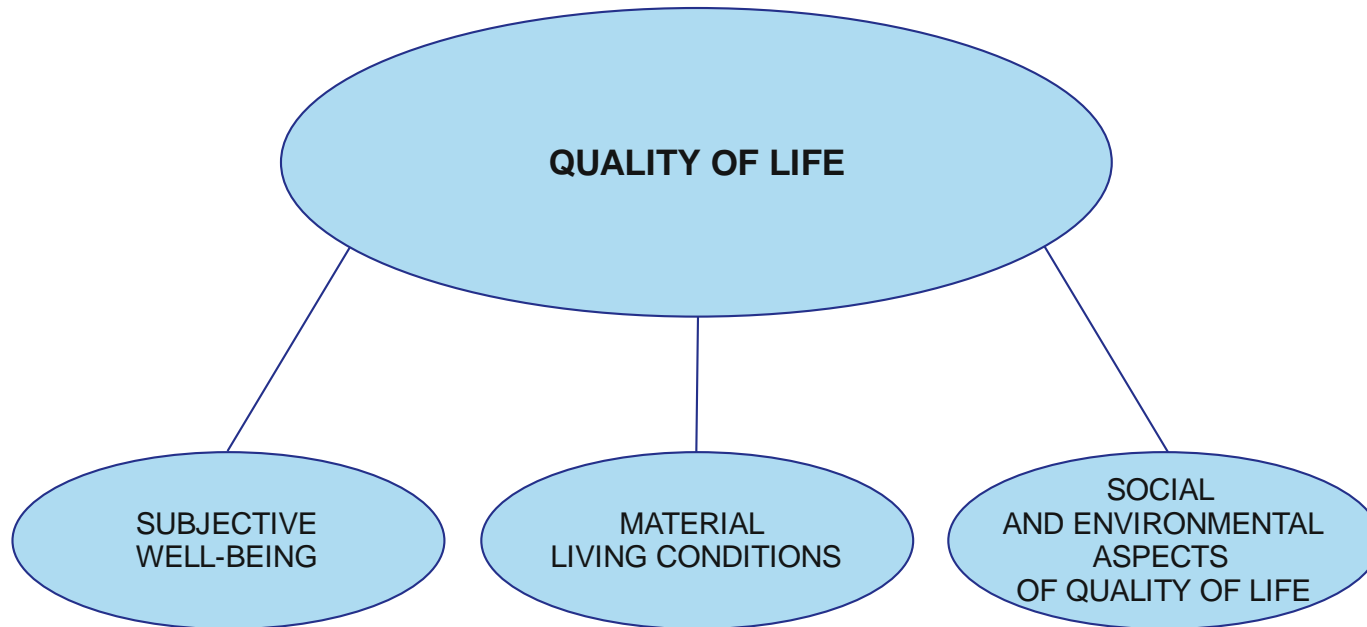 QUALITY OF LIFE
SUBJECTIVE
WELL-BEING
MATERIAL
LIVING CONDITIONS
SOCIAL
AND ENVIRONMENTAL
ASPECTS
OF QUALITY OF LIFE